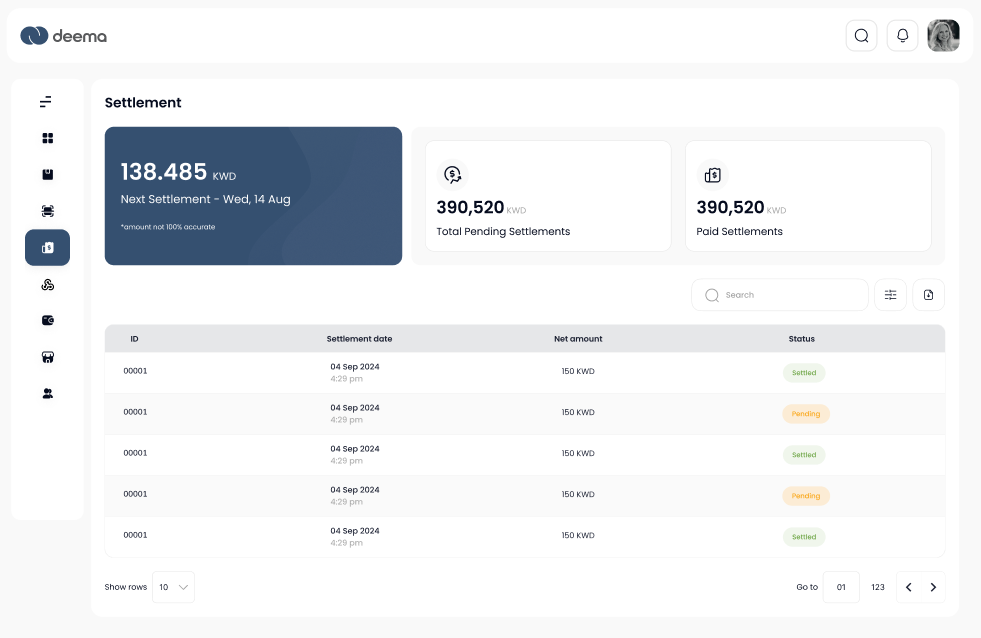 deema
Settlement
138.485 KWD
Next Settlement - Wed, 14 Aug
*amount not 100% accurate
390,520 KWD
Total Pending Settlements
390,520 KWD
Paid Settlements
Search
ID Settlement date Net amount Status
00001 04 Sep 2024 4:29 pm 150 KWD Settled
00001 04 Sep 2024 4:29 pm 150 KWD Pending
00001 04 Sep 2024 4:29 pm 150 KWD Settled
00001 04 Sep 2024 4:29 pm 150 KWD Pending
00001 04 Sep 2024 4:29 pm 150 KWD Settled
Show rows 10 Go to 01 123